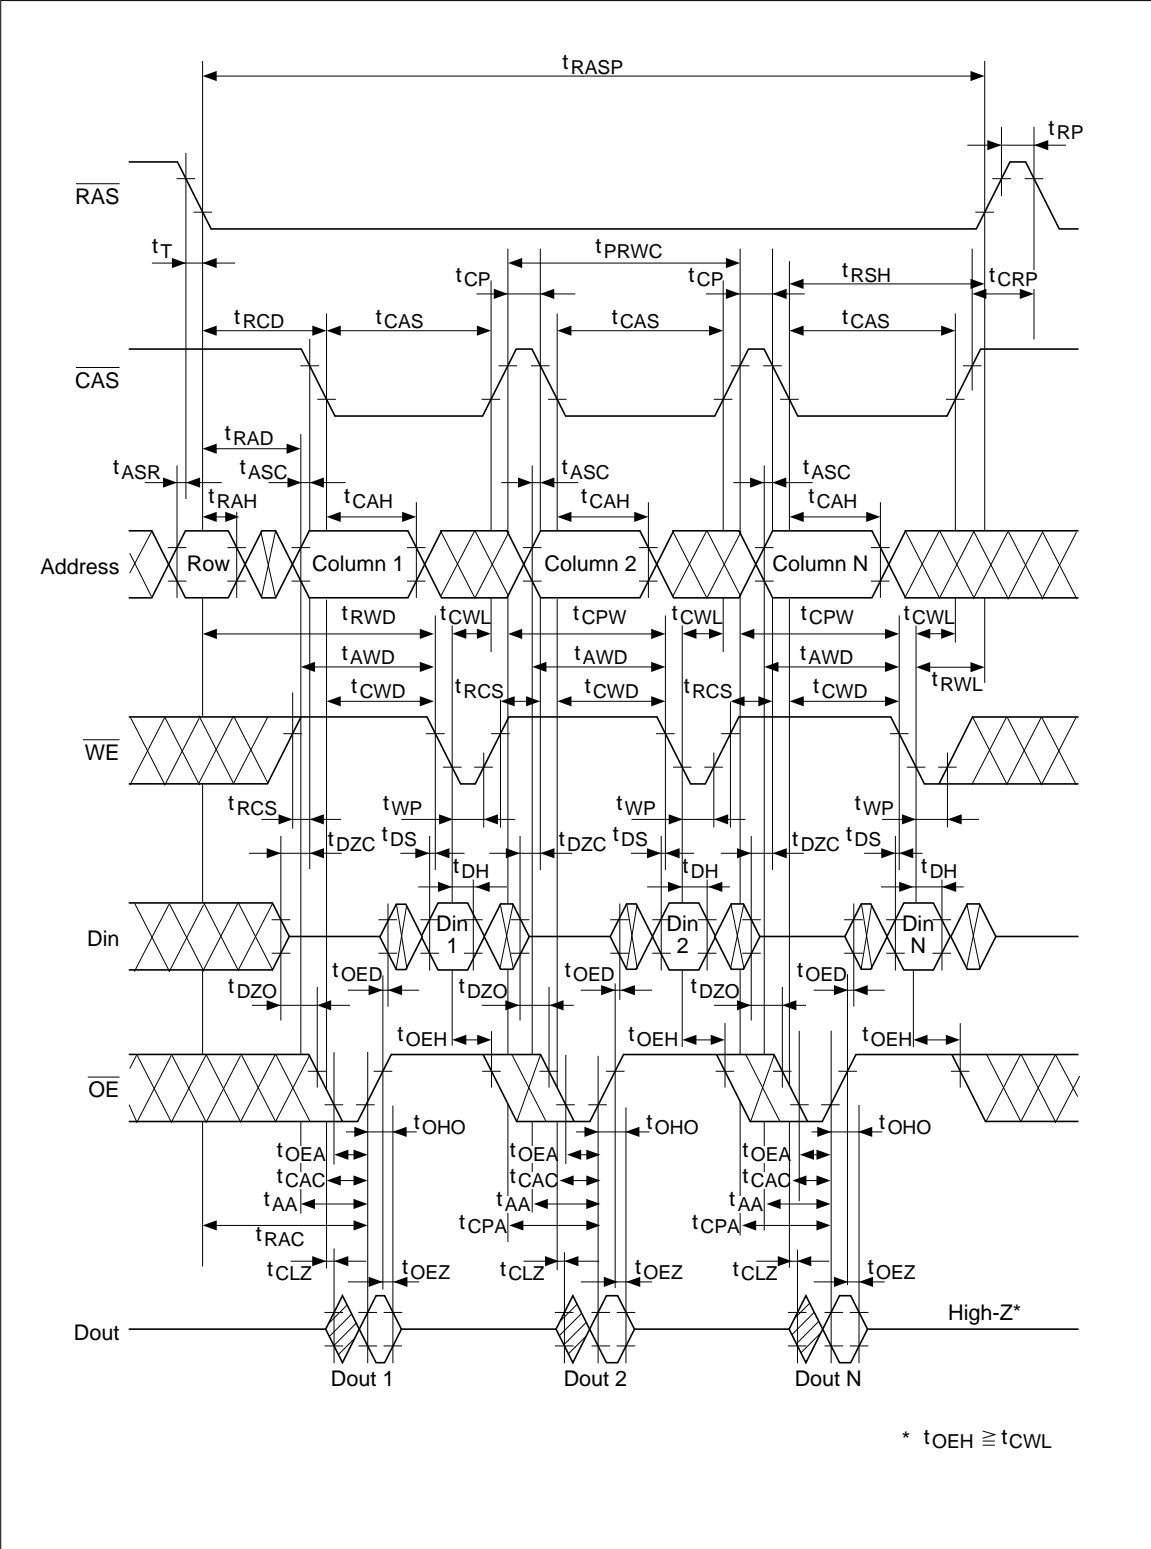 tRASP
tRP
RAS
tT
tPRWC
tCP
tCP
tRSH
tCRP
tRCD
tCAS
tCAS
tCAS
CAS
tRAD
tASR
tASC
tASC
tASC
tRAH
tCAH
tCAH
tCAH
Address
Row
Column 1
Column 2
Column N
tRWD
tCWL
tCPW
tCWL
tCPW
tCWL
tAWD
tAWD
tAWD
tRWL
tCWD
tRCS
tCWD
tRCS
tCWD
WE
tRCS
tWP
tWP
tWP
tDZC
tDS
tDZC
tDS
tDZC
tDS
tDH
tDH
tDH
Din
Din 1
Din 2
Din N
tOED
tOED
tOED
tDZO
tDZO
tDZO
tOEH
tOEH
tOEH
OE
tOHO
tOHO
tOHO
tOEA
tOEA
tOEA
tCAC
tCAC
tCAC
tAA
tAA
tAA
tRAC
tCPA
tCPA
tCLZ
tOEZ
tCLZ
tOEZ
tCLZ
tOEZ
Dout
High-Z*
Dout 1
Dout 2
Dout N
* tOEH ≧ tCWL